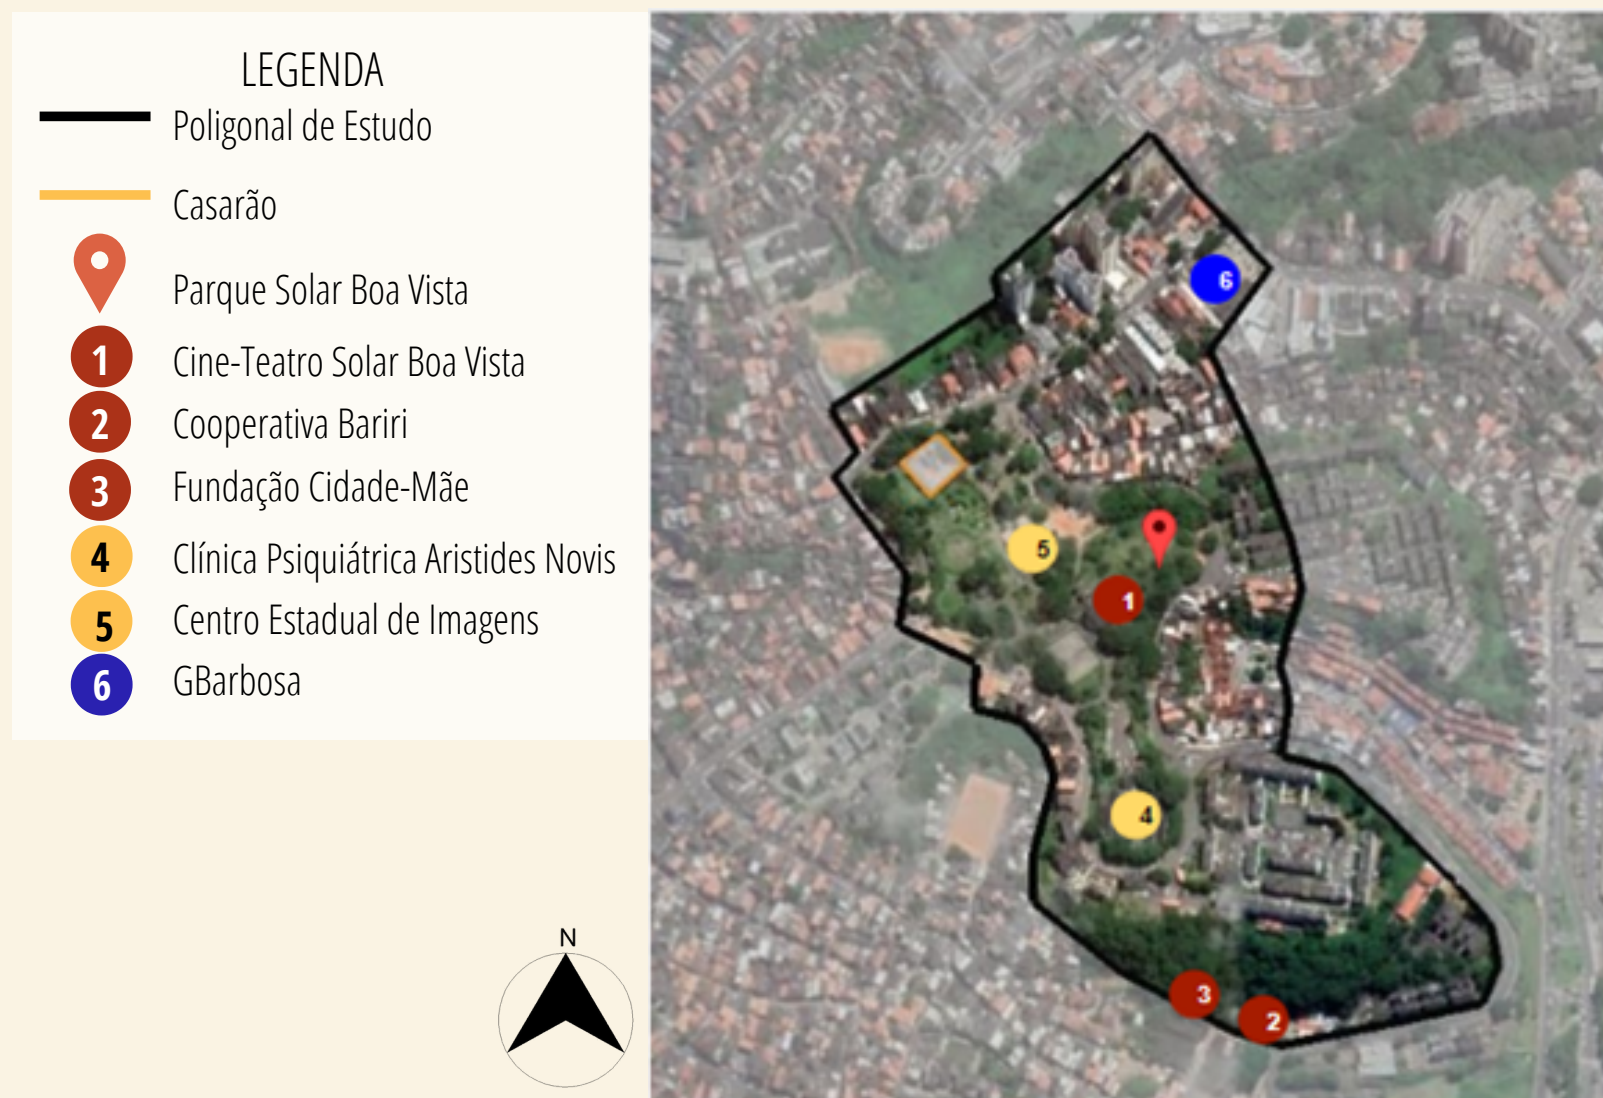 LEGENDA
Poligonal de Estudo
Casarão
Parque Solar Boa Vista
1 Cine-Teatro Solar Boa Vista
2 Cooperativa Bariri
3 Fundação Cidade-Mãe
4 Clínica Psiquiátrica Aristides Novis
5 Centro Estadual de Imagens
6 GBarbosa
N
6
5
1
4
3
2